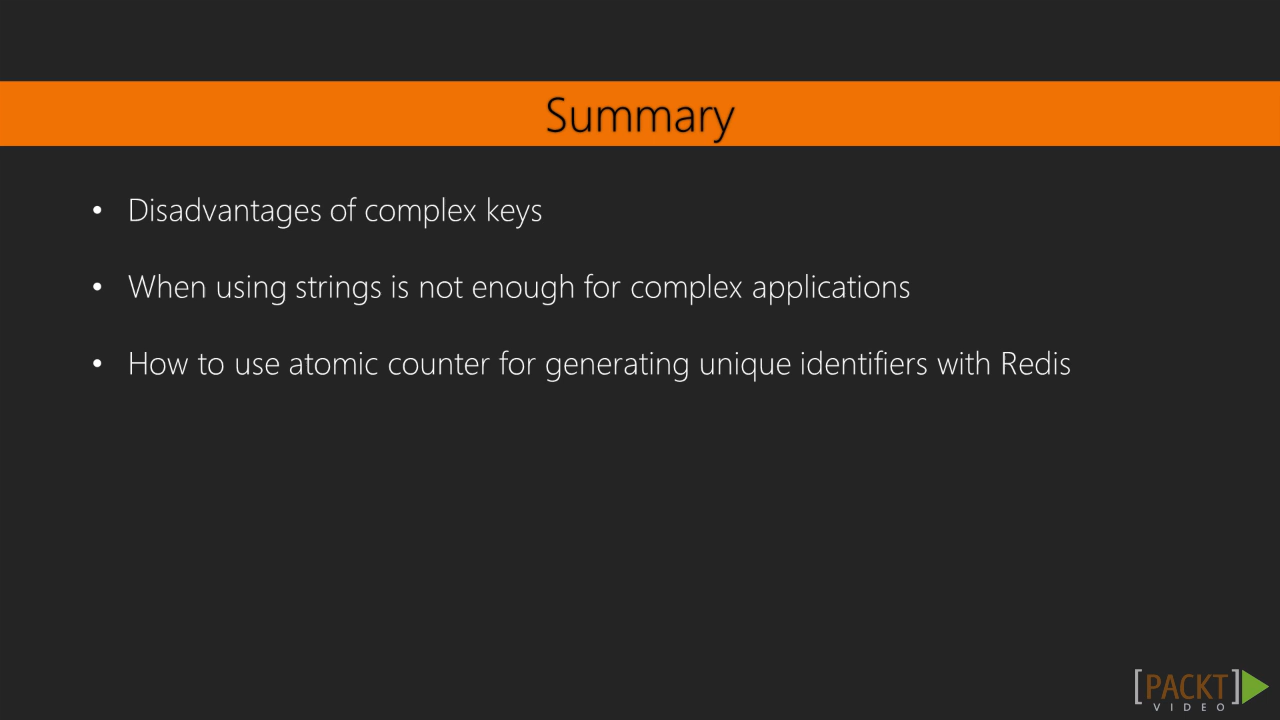 Summary
• Disadvantages of complex keys
• When using strings is not enough for complex applications
• How to use atomic counter for generating unique identifiers with Redis
[PACKT]
VIDEO